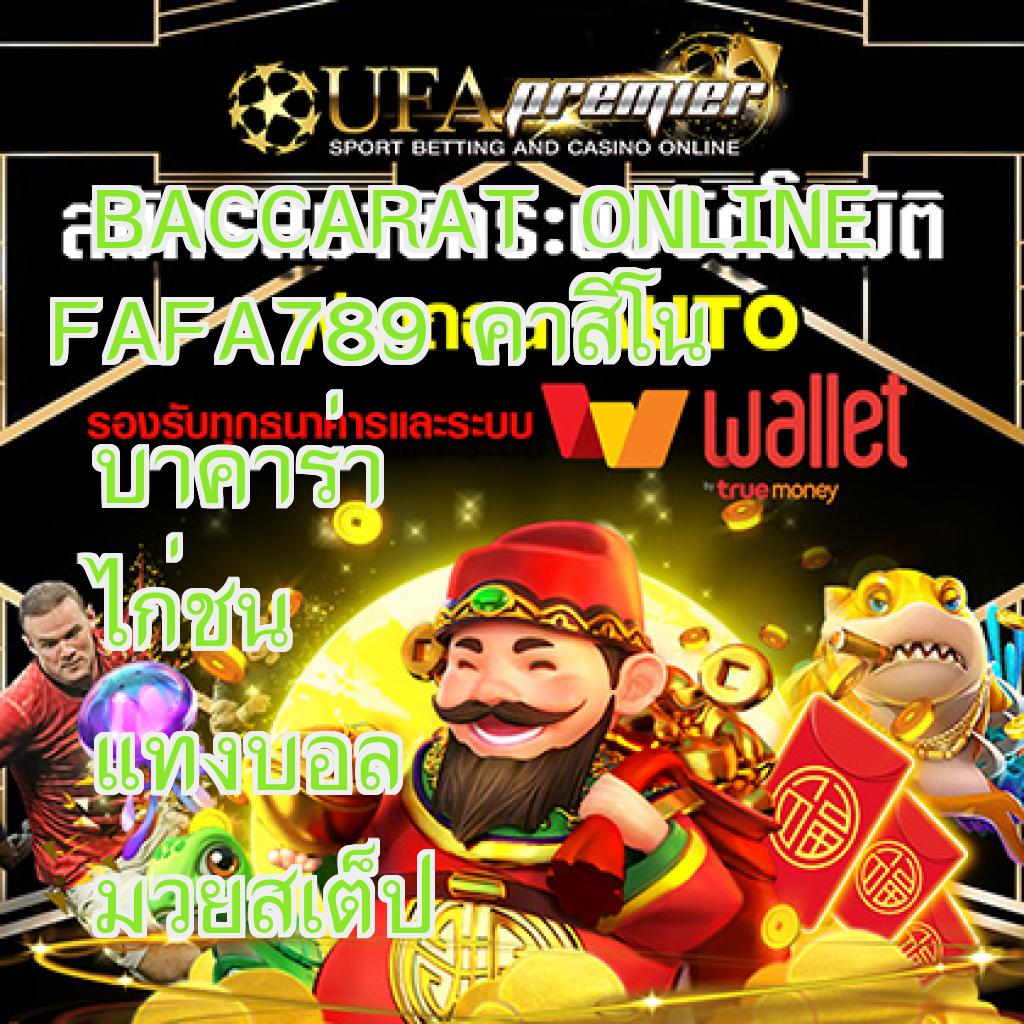 UFA premier
SPORT BETTING AND CASINO ONLINE
BACCARAT ONLINE
FAFA789 คาสิโน
รองรับทุกธนาคารและระบบ
wallet
by truemoney
บาคาร่า
ไก่ชน
แทงบอล
มวยสเต็ป
福
福